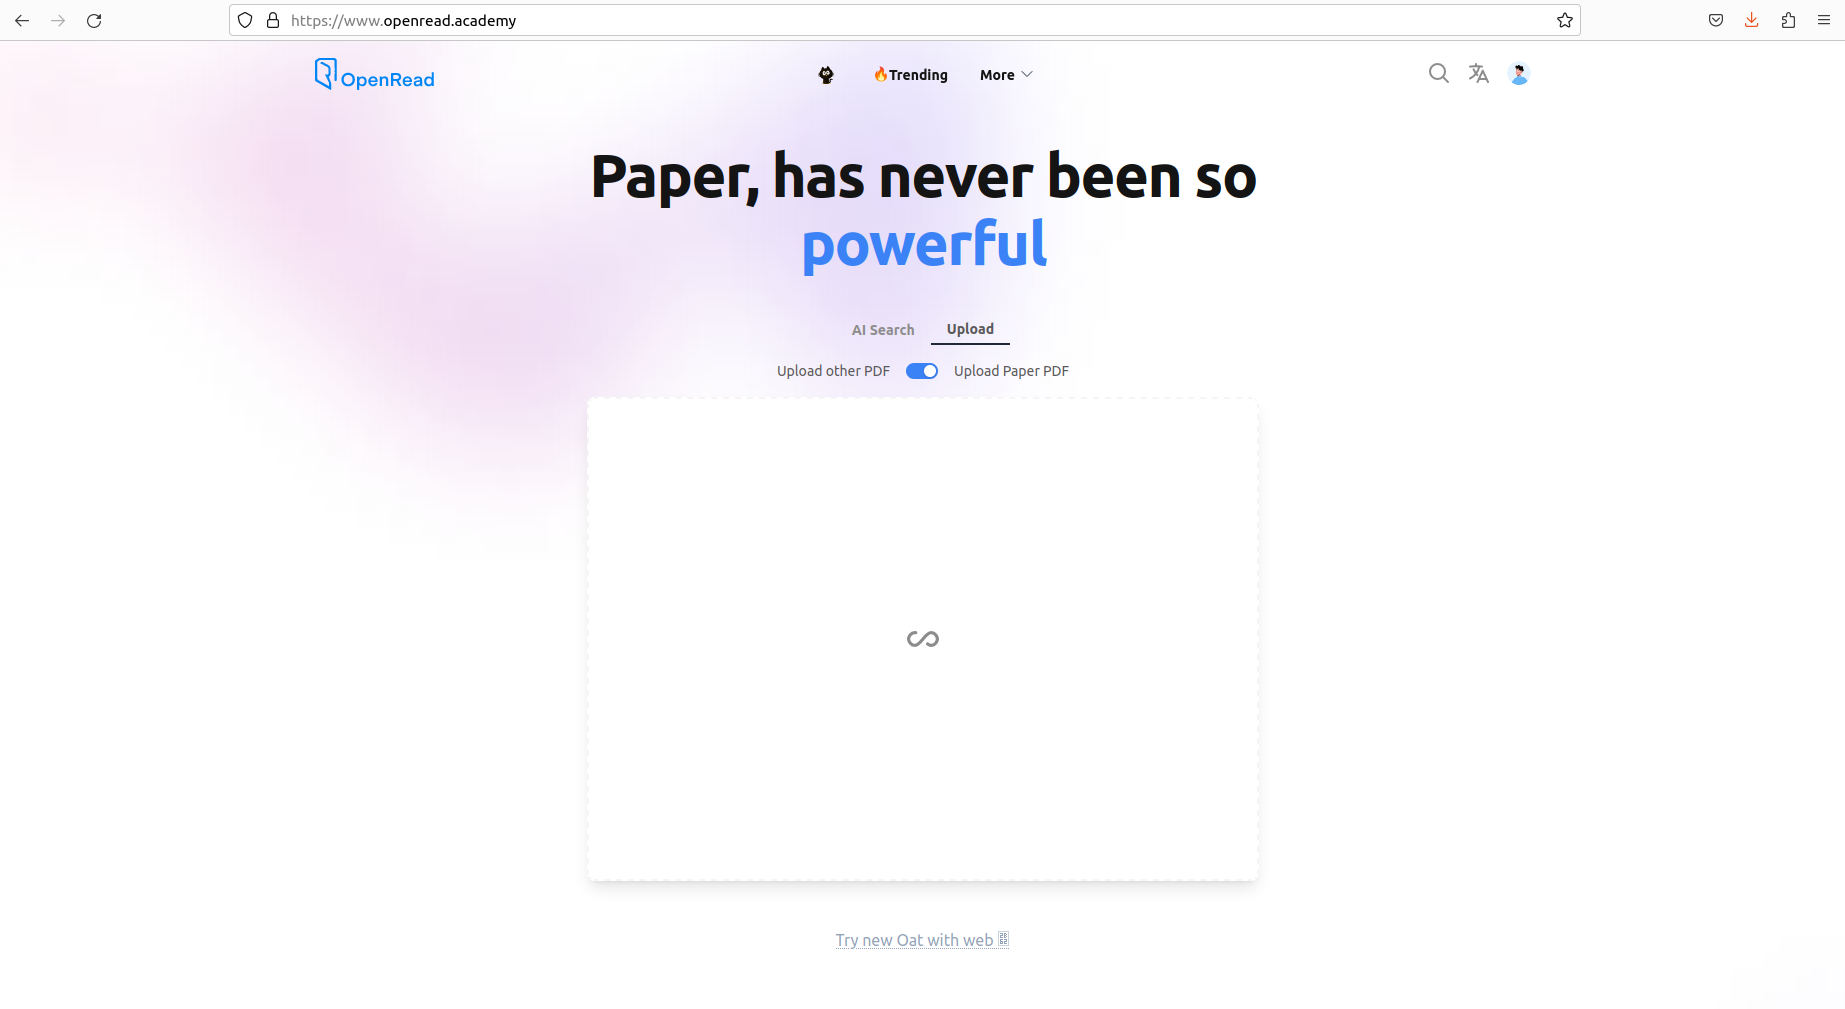 https://www.openread.academy
OpenRead
Trending
More
Paper, has never been so
powerful
AI Search
Upload
Upload other PDF
Upload Paper PDF
Try new Oat with web